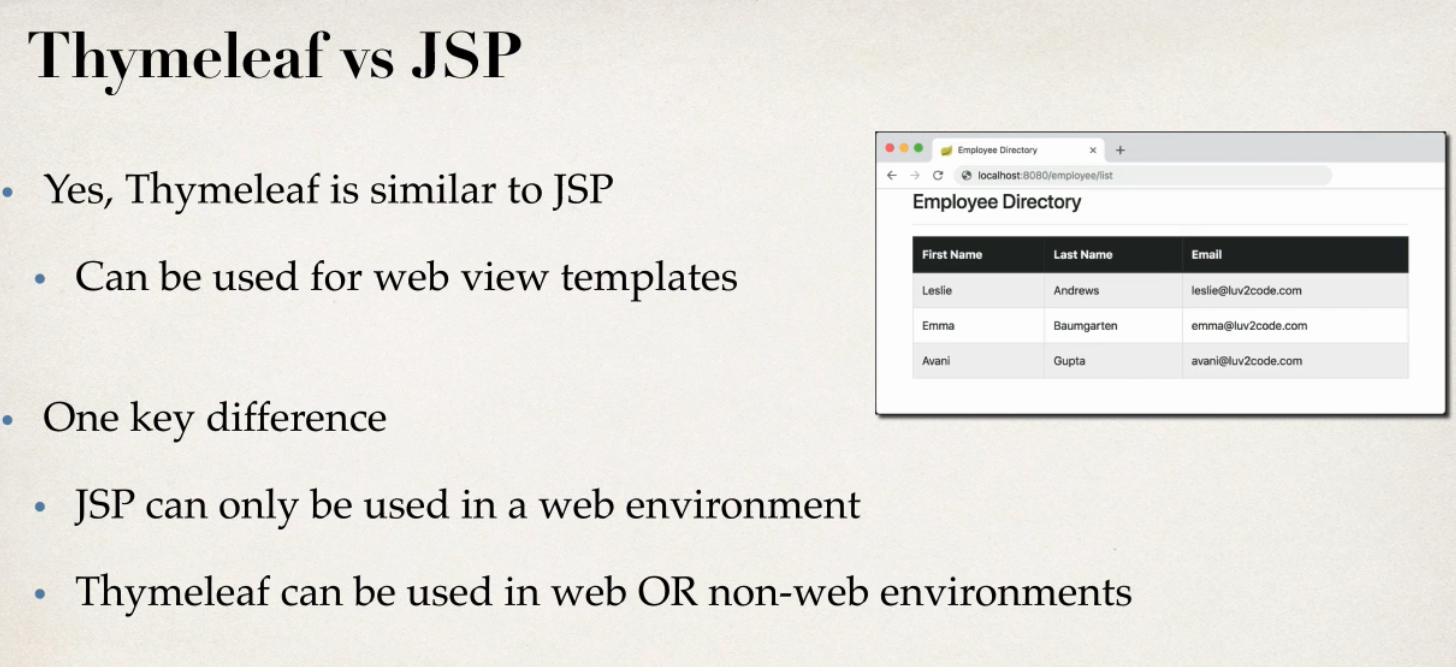 Thymeleaf vs JSP
Yes, Thymeleaf is similar to JSP
Can be used for web view templates
One key difference
JSP can only be used in a web environment
Thymeleaf can be used in web OR non-web environments
Employee Directory
localhost:8080/employee/list
Employee Directory
First Name Last Name Email
Leslie Andrews leslie@luv2code.com
Emma Baumgarten emma@luv2code.com
Avani Gupta avani@luv2code.com